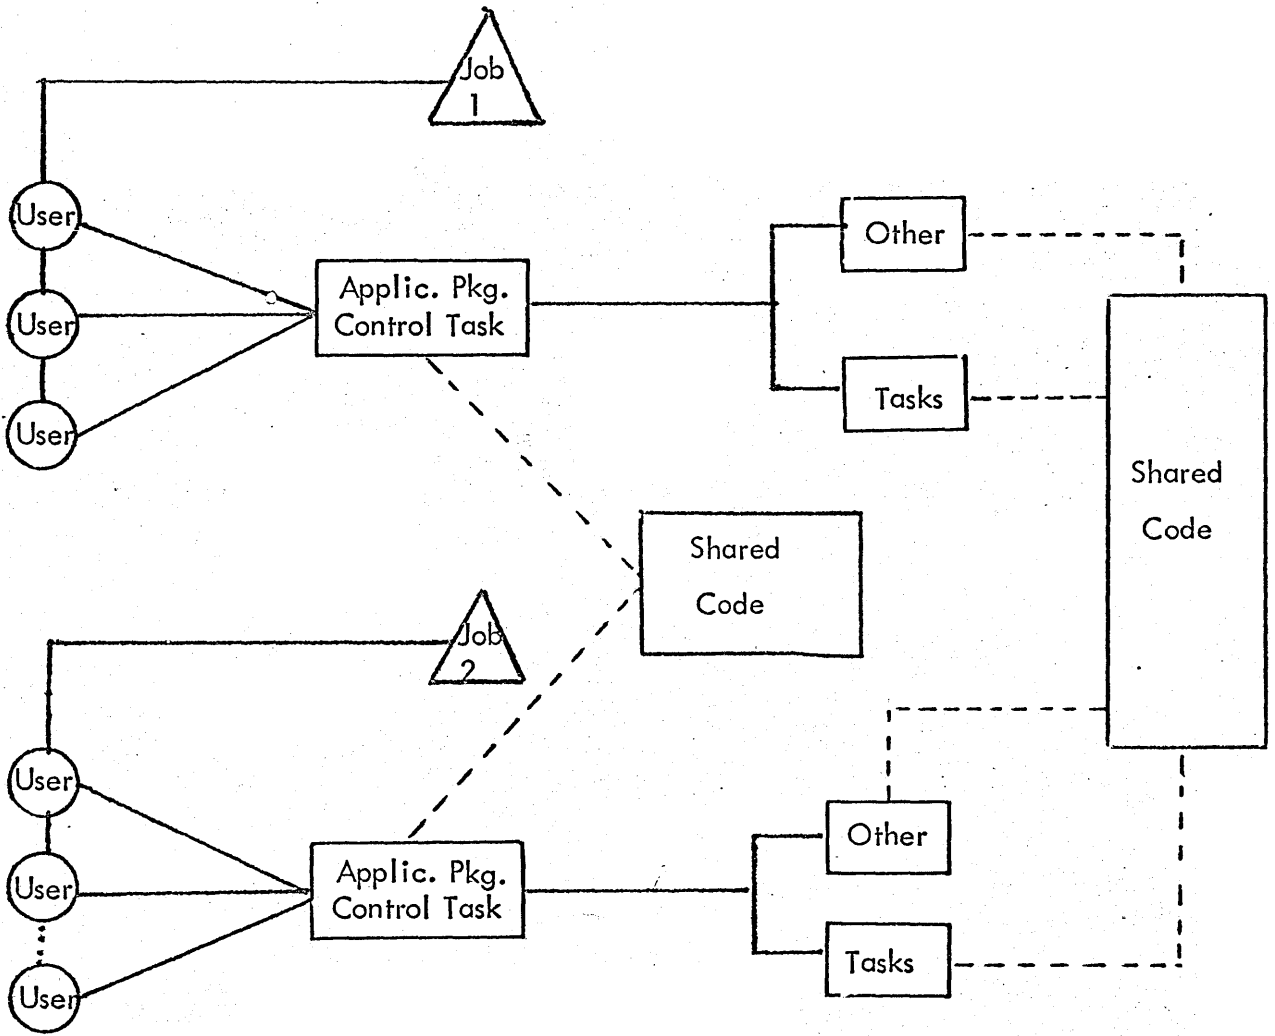 Job
1
User
User
User
Applic. Pkg.
Control Task
Other
Tasks
Shared
Code
Shared
Code
Job
2
User
User
User
Applic. Pkg.
Control Task
Other
Tasks